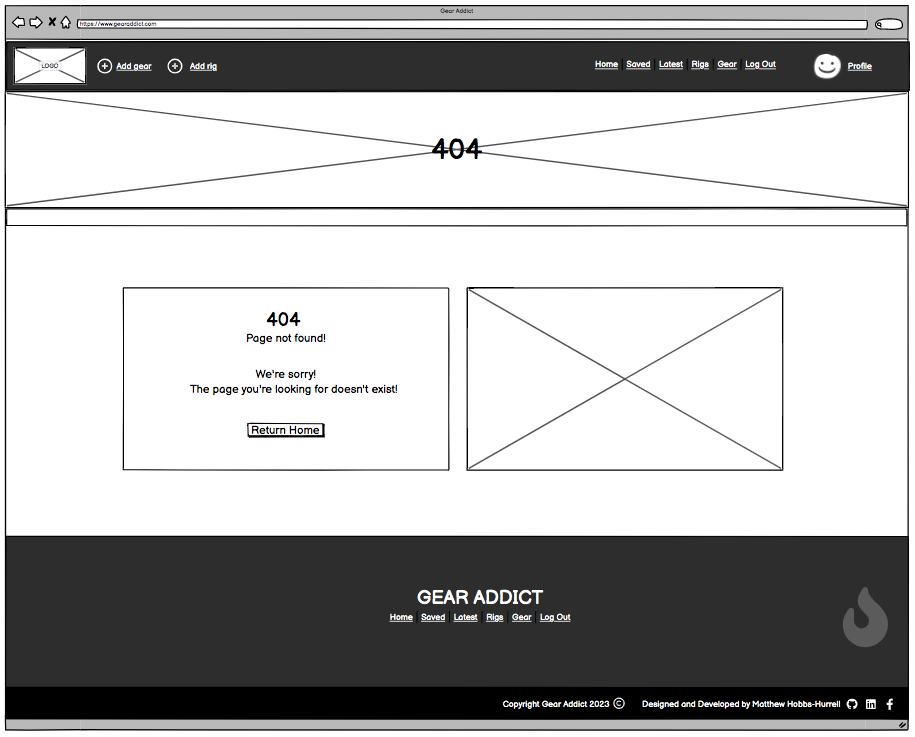 Gear Addict
https://www.gearaddict.com
LOGO
Add gear
Add rig
Home Saved Latest Rigs Gear Log Out
Profile
404
404
Page not found!
We're sorry!
The page you're looking for doesn't exist!
Return Home
GEAR ADDICT
Home Saved Latest Rigs Gear Log Out
Copyright Gear Addict 2023 ©
Designed and Developed by Matthew Hobbs-Hurrell